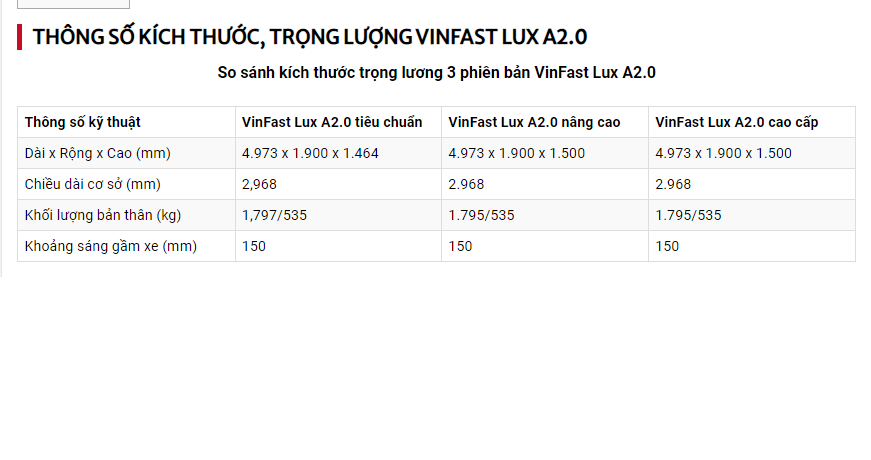 THÔNG SỐ KÍCH THƯỚC, TRỌNG LƯỢNG VINFAST LUX A2.0
So sánh kích thước trọng lương 3 phiên bản VinFast Lux A2.0
Thông số kỹ thuật VinFast Lux A2.0 tiêu chuẩn VinFast Lux A2.0 nâng cao VinFast Lux A2.0 cao cấp
Dài x Rộng x Cao (mm) 4.973 x 1.900 x 1.464 4.973 x 1.900 x 1.500 4.973 x 1.900 x 1.500
Chiều dài cơ sở (mm) 2,968 2.968 2.968
Khối lượng bản thân (kg) 1,797/535 1.795/535 1.795/535
Khoảng sáng gầm xe (mm) 150 150 150